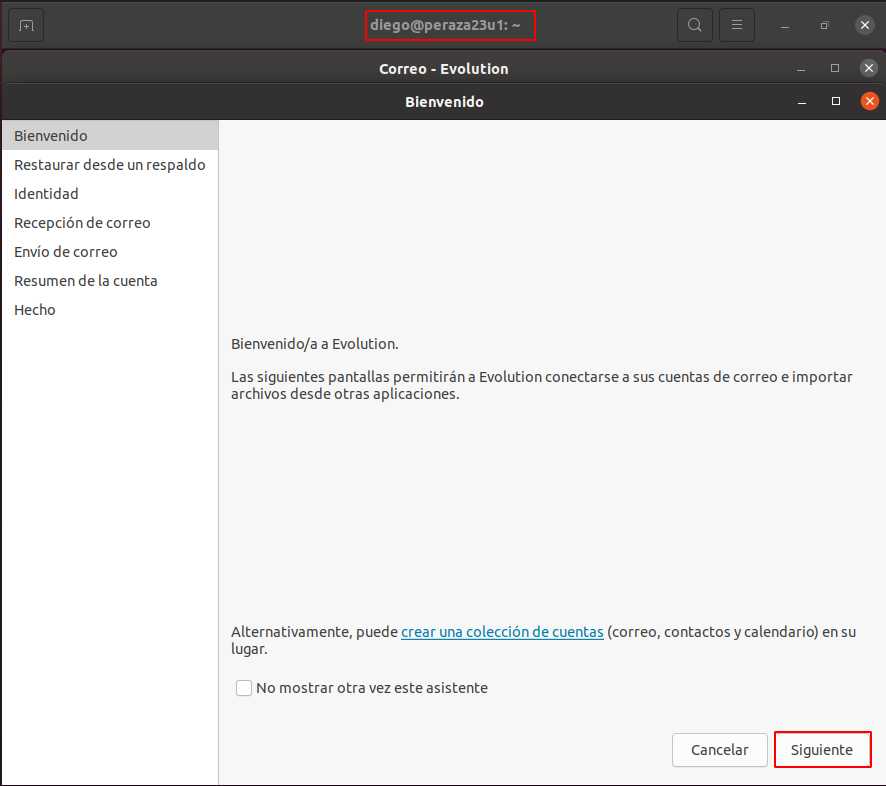 diego@peraza23u1: ~
Correo - Evolution
Bienvenido
Bienvenido
Restaurar desde un respaldo
Identidad
Recepción de correo
Envío de correo
Resumen de la cuenta
Hecho
Bienvenido/a a Evolution.
Las siguientes pantallas permitirán a Evolution conectarse a sus cuentas de correo e importar
archivos desde otras aplicaciones.
Alternativamente, puede crear una colección de cuentas (correo, contactos y calendario) en su
lugar.
No mostrar otra vez este asistente
Cancelar
Siguiente